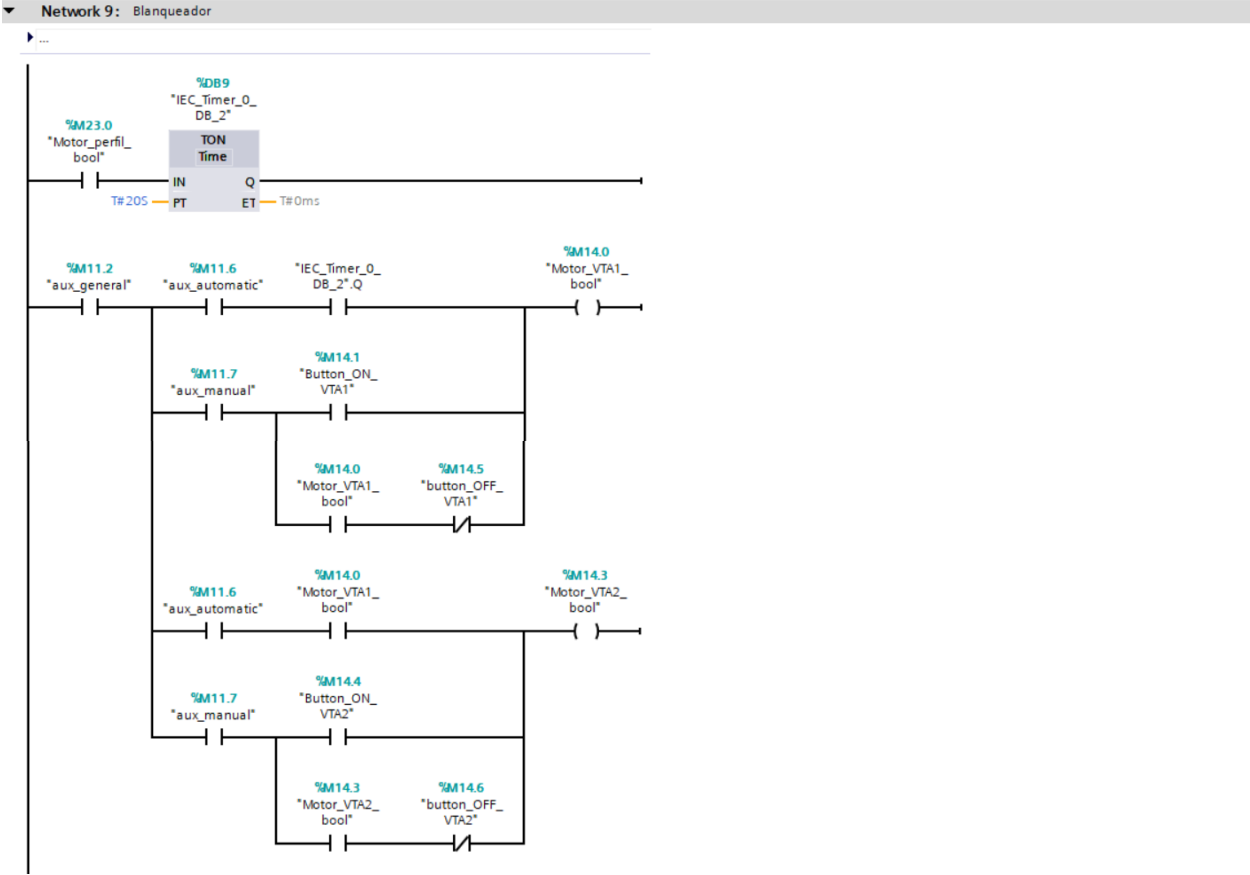 Network 9: Blanqueador
...
%DB9
"IEC_Timer_0_
DB_2"
%M23.0
"Motor_perfil_
bool"
TON
Time
IN Q
T#20S PT ET T#0ms
%M14.0
"Motor_VTA1_
bool"
%M11.2
"aux_general"
%M11.6
"aux_automatic"
"IEC_Timer_0_
DB_2".Q
%M14.1
"Button_ON_
VTA1"
%M11.7
"aux_manual"
%M14.0
"Motor_VTA1_
bool"
%M14.5
"button_OFF_
VTA1"
%M11.6
"aux_automatic"
%M14.0
"Motor_VTA1_
bool"
%M14.3
"Motor_VTA2_
bool"
%M11.7
"aux_manual"
%M14.4
"Button_ON_
VTA2"
%M14.3
"Motor_VTA2_
bool"
%M14.6
"button_OFF_
VTA2"